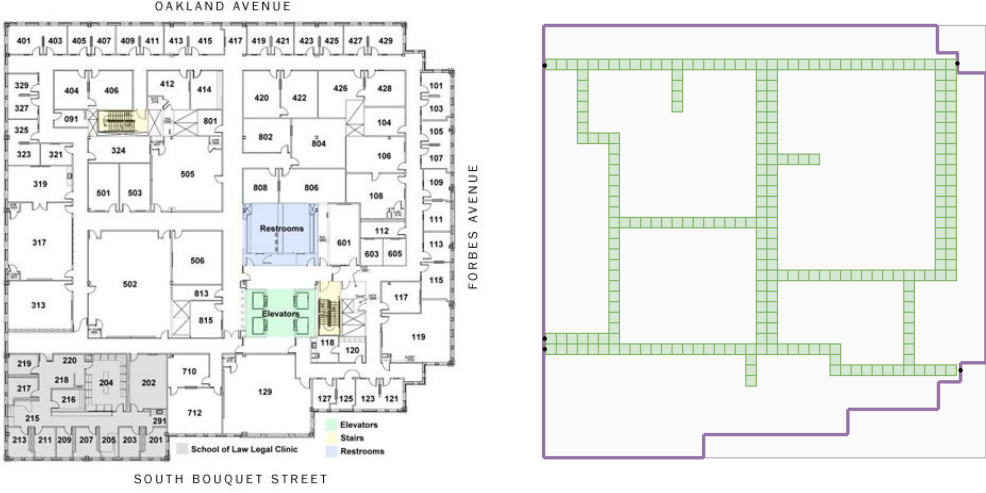 OAKLAND AVENUE
401 403 405 407 409 411 413 415 417 419 421 423 425 427 429
329 404 406 412 414 420 422 426 428 101
327 103
091 801 104
325 802 804 105
323 321 324 106 107
319 501 503 505 808 806 108 109
317 Restrooms 601 112 111
506 603 605 113
502 115
313 813 117
815 Elevators
118 120 119
219 220 204 202 710
218
217 216 129
215 291 712 127 125 123 121
213 211 209 207 205 203 201
Elevators
Stairs
School of Law Legal Clinic Restrooms
FORBES AVENUE
SOUTH BOUQUET STREET